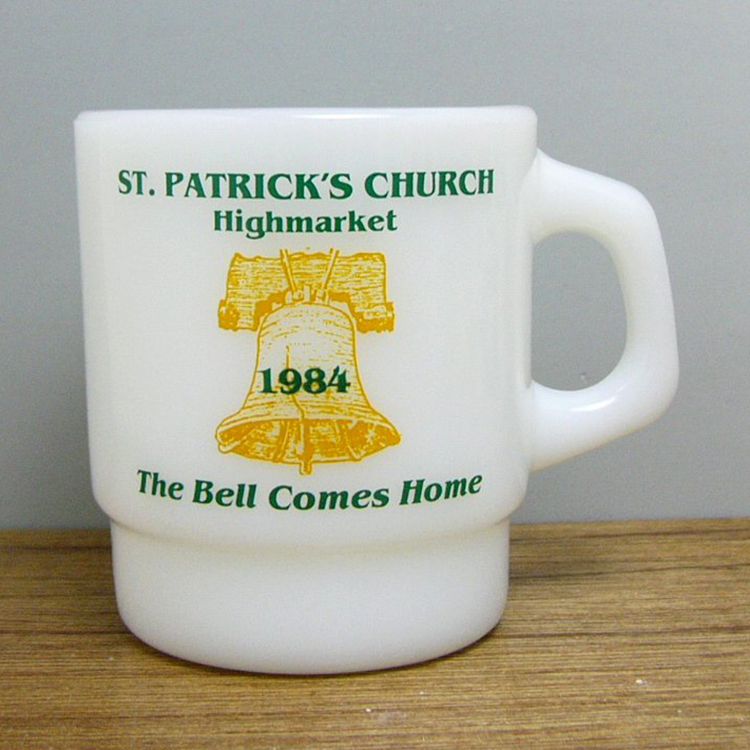 ST. PATRICK'S CHURCH
Highmarket
1984
The Bell Comes Home